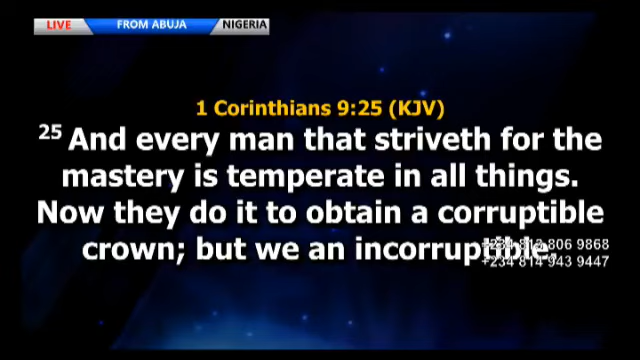 LIVE FROM ABUJA NIGERIA
1 Corinthians 9:25 (KJV)
25 And every man that striveth for the
mastery is temperate in all things.
Now they do it to obtain a corruptible
crown; but we an incorruptible.
+234 813 806 9868
+234 814 943 9447